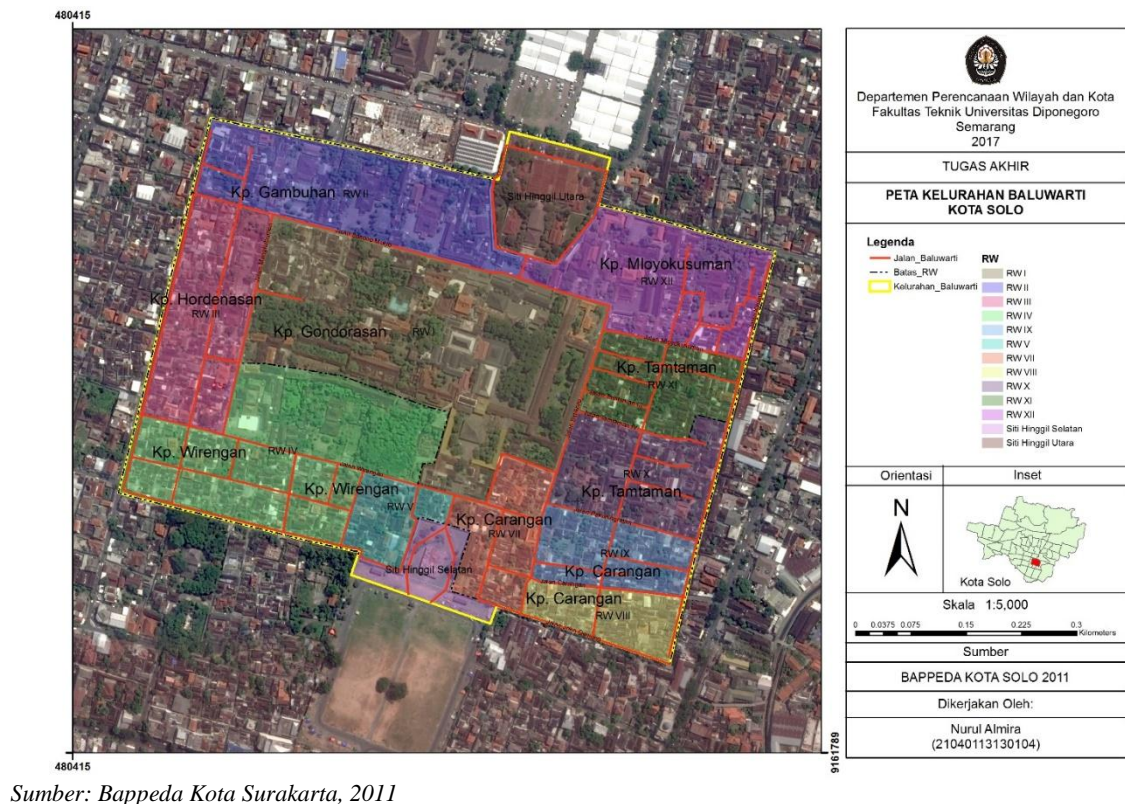 480415
Kp. Gambuhan RW II
Siti Hinggil Utara
Kp. Mloyokusuman
RW XII
Kp. Hordenasan
RW III
Kp. Gondorasan RW I
Kp. Tamtaman
RW XI
Kp. Wirengan
RW IV
Kp. Wirengan
RW V
RW X
Kp. Tamtaman
Kp. Carangan
RW VII
RW IX
Kp. Carangan
Siti Hinggil Selatan
Kp. Carangan
RW VIII
480415
9161789
Departemen Perencanaan Wilayah dan Kota
Fakultas Teknik Universitas Diponegoro
Semarang
2017
TUGAS AKHIR
PETA KELURAHAN BALUWARTI
KOTA SOLO
Legenda
Jalan_Baluwarti
Batas_RW
Kelurahan_Baluwarti
RW
RW I
RW II
RW III
RW IV
RW IX
RW V
RW VII
RW VIII
RW X
RW XI
RW XII
Siti Hinggil Selatan
Siti Hinggil Utara
Orientasi
Inset
N
Kota Solo
Skala 1:5,000
0 0.0375 0.075 0.15 0.225 0.3
Kilometers
Sumber
BAPPEDA KOTA SOLO 2011
Dikerjakan Oleh:
Nurul Almira
(21040113130104)
Sumber: Bappeda Kota Surakarta, 2011